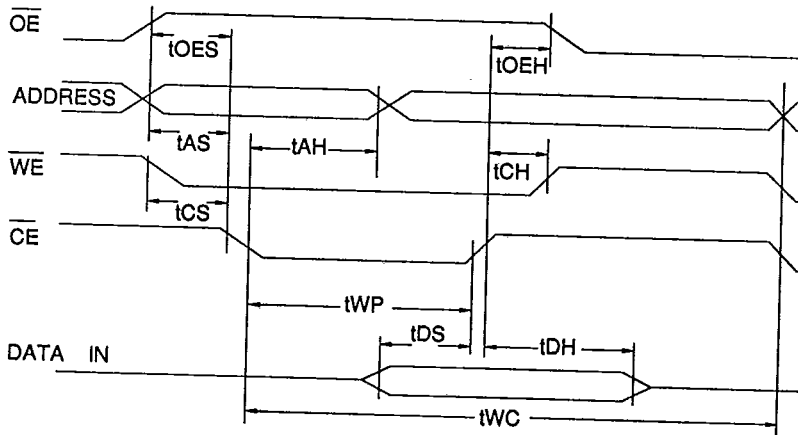 OE
tOES
tOEH
ADDRESS
tAS
tAH
tCH
WE
tCS
CE
tWP
tDS
tDH
DATA IN
tWC